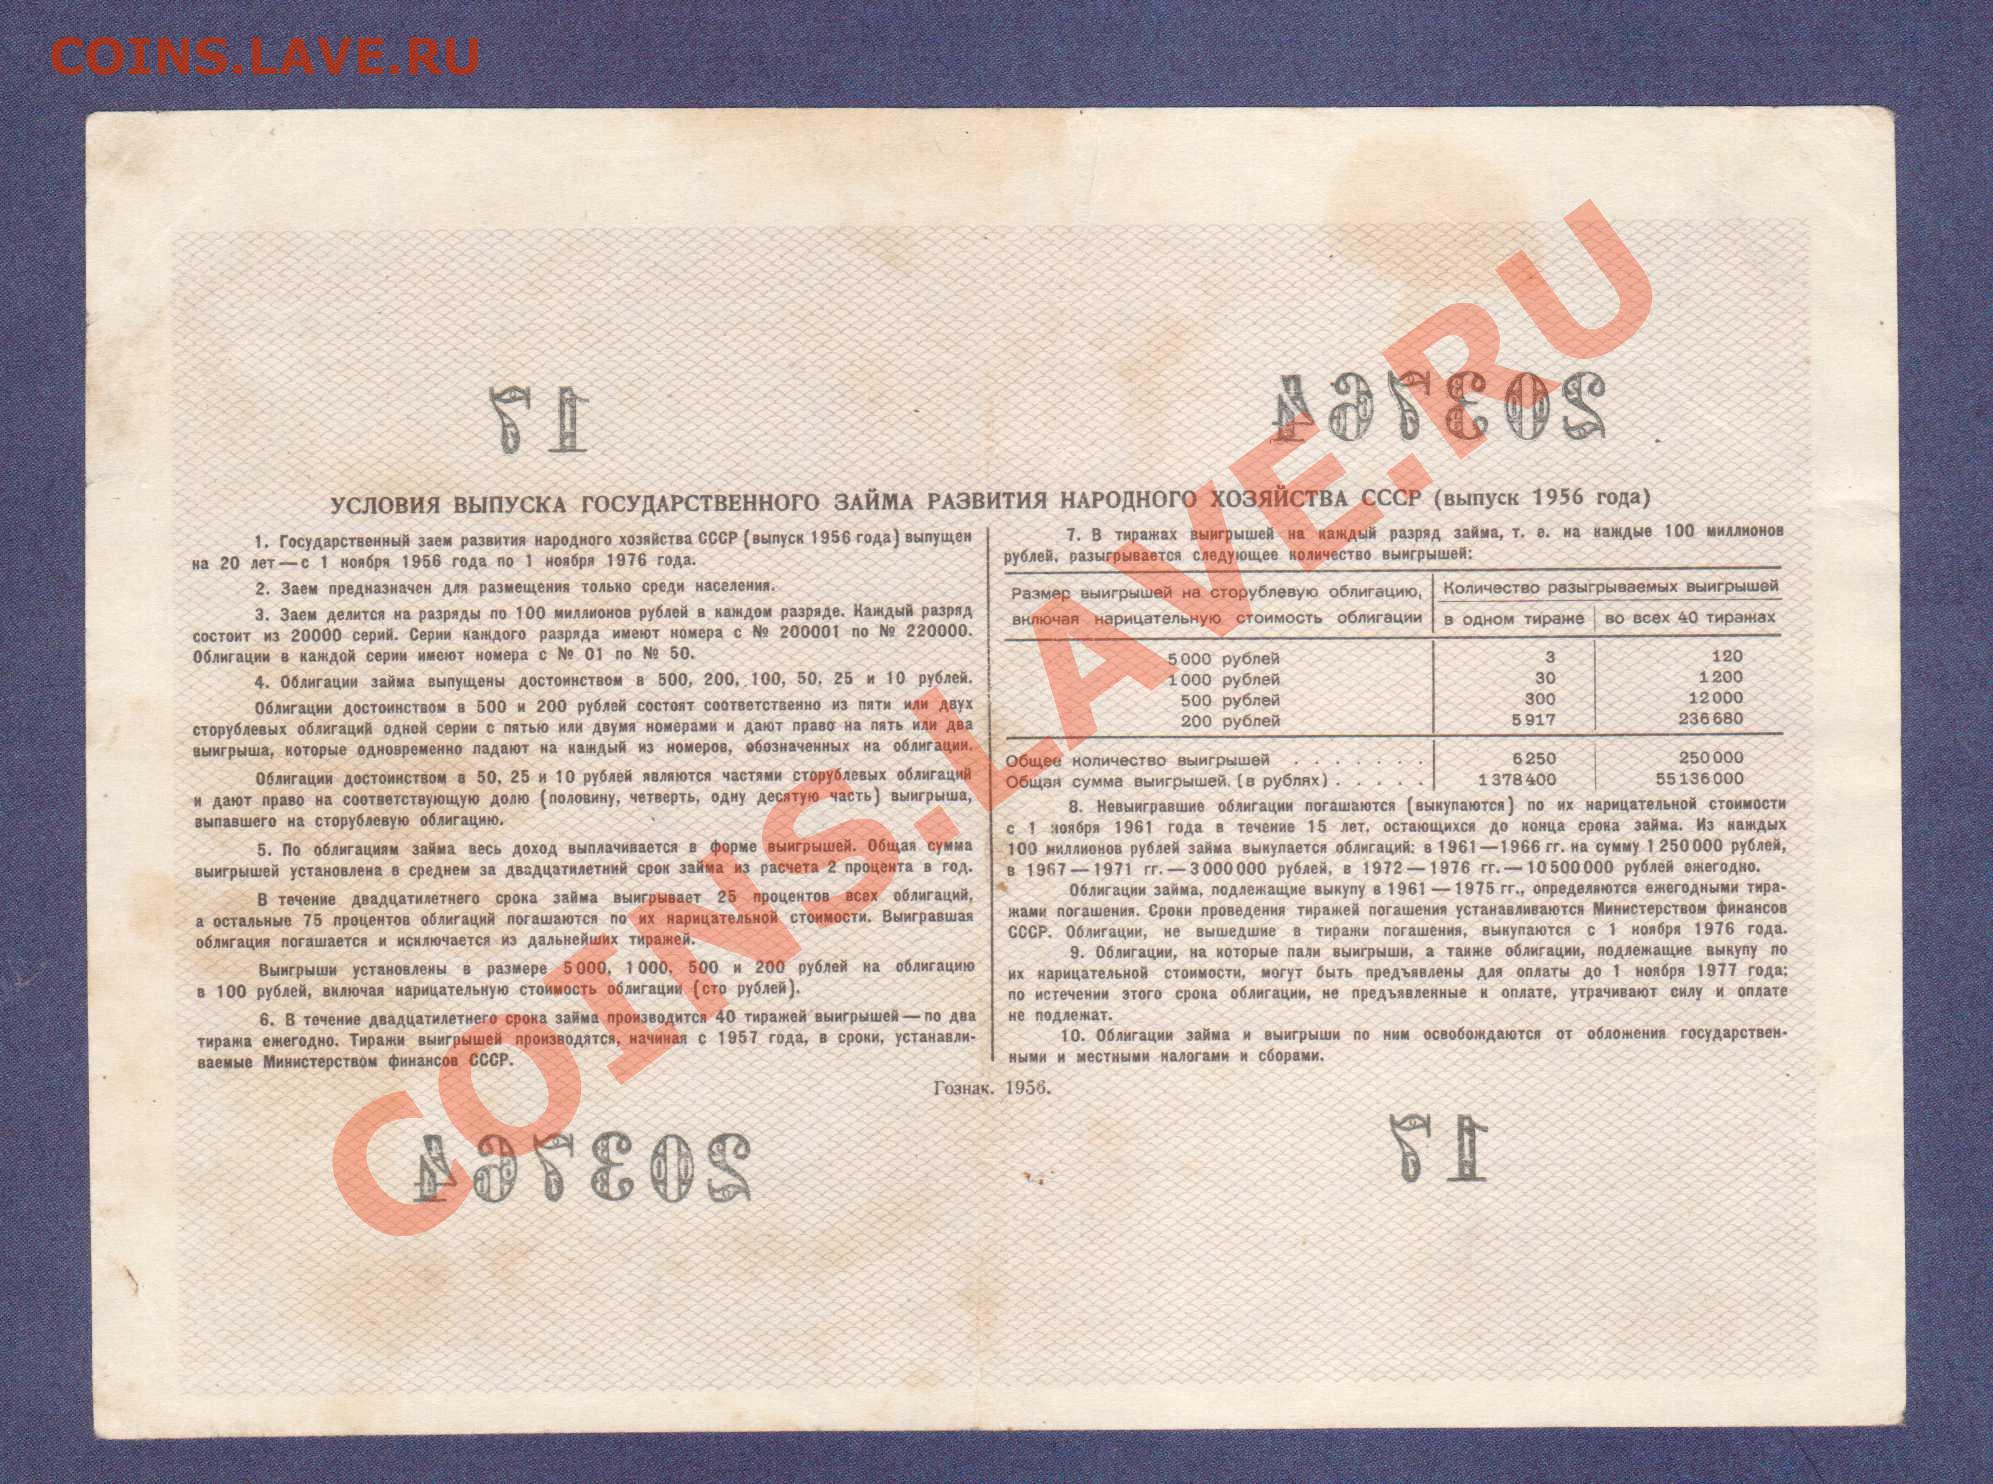 COINS.LAVE.RU
17
203764
УСЛОВИЯ ВЫПУСКА ГОСУДАРСТВЕННОГО ЗАЙМА РАЗВИТИЯ НАРОДНОГО ХОЗЯЙСТВА СССР (выпуск 1956 года)
1. Государственный заем развития народного хозяйства СССР (выпуск 1956 года) выпущен
на 20 лет — с 1 ноября 1956 года по 1 ноября 1976 года.
2. Заем предназначен для размещения только среди населения.
3. Заем делится на разряды по 100 миллионов рублей в каждом разряде. Каждый разряд
состоит из 20000 серий. Серии каждого разряда имеют номера с № 200001 по № 220000.
Облигации в каждой серии имеют номера с № 01 по № 50.
4. Облигации займа выпущены достоинством в 500, 200, 100, 50, 25 и 10 рублей.
Облигации достоинством в 500 и 200 рублей состоят соответственно из пяти или двух
сторублевых облигаций одной серии с пятью или двумя номерами и дают право на пять или два
выигрыша, которые одновременно падают на каждый из номеров, обозначенных на облигации.
Облигации достоинством в 50, 25 и 10 рублей являются частями сторублевых облигаций
и дают право на соответствующую долю (половину, четверть, одну десятую часть) выигрыша,
выпавшего на сторублевую облигацию.
5. По облигациям займа весь доход выплачивается в форме выигрышей. Общая сумма
выигрышей установлена в среднем за двадцатилетний срок займа из расчета 2 процента в год.
В течение двадцатилетнего срока займа выигрывает 25 процентов всех облигаций,
а остальные 75 процентов облигаций погашаются по их нарицательной стоимости. Выигравшая
облигация погашается и исключается из дальнейших тиражей.
Выигрыши установлены в размере 5000, 1000, 500 и 200 рублей на облигацию
в 100 рублей, включая нарицательную стоимость облигации (сто рублей).
6. В течение двадцатилетнего срока займа производится 40 тиражей выигрышей — по два
тиража ежегодно. Тиражи выигрышей производятся, начиная с 1957 года, в сроки, устанавли-
ваемые Министерством финансов СССР.
7. В тиражах выигрышей на каждый разряд займа, т. е. на каждые 100 миллионов
рублей, разыгрывается следующее количество выигрышей:
Размер выигрышей на сторублевую облигацию, Количество разыгрываемых выигрышей
включая нарицательную стоимость облигации в одном тираже во всех 40 тиражах
5000 рублей 3 120
1000 рублей 30 1200
500 рублей 300 12000
200 рублей 5917 236680
Общее количество выигрышей . . . . . . . 6250 250000
Общая сумма выигрышей. (в рублях) . . . . . 1378400 55136000
8. Невыигравшие облигации погашаются (выкупаются) по их нарицательной стоимости
с 1 ноября 1961 года в течение 15 лет, остающихся до конца срока займа. Из каждых
100 миллионов рублей займа выкупается облигаций: в 1961—1966 гг. на сумму 1250000 рублей,
в 1967—1971 гг. — 3000000 рублей, в 1972—1976 гг. — 10500000 рублей ежегодно.
Облигации займа, подлежащие выкупу в 1961—1975 гг., определяются ежегодными тира-
жами погашения. Сроки проведения тиражей погашения устанавливаются Министерством финансов
СССР. Облигации, не вышедшие в тиражи погашения, выкупаются с 1 ноября 1976 года.
9. Облигации, на которые пали выигрыши, а также облигации, подлежащие выкупу по
их нарицательной стоимости, могут быть предъявлены для оплаты до 1 ноября 1977 года;
по истечении этого срока облигации, не предъявленные к оплате, утрачивают силу и оплате
не подлежат.
10. Облигации займа и выигрыши по ним освобождаются от обложения государствен-
ными и местными налогами и сборами.
Гознак. 1956.
203764
17
COINS.LAVE.RU